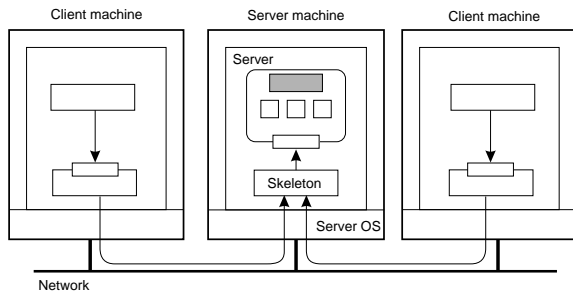 Client machine
Server machine
Client machine
Server
Skeleton
Server OS
Network